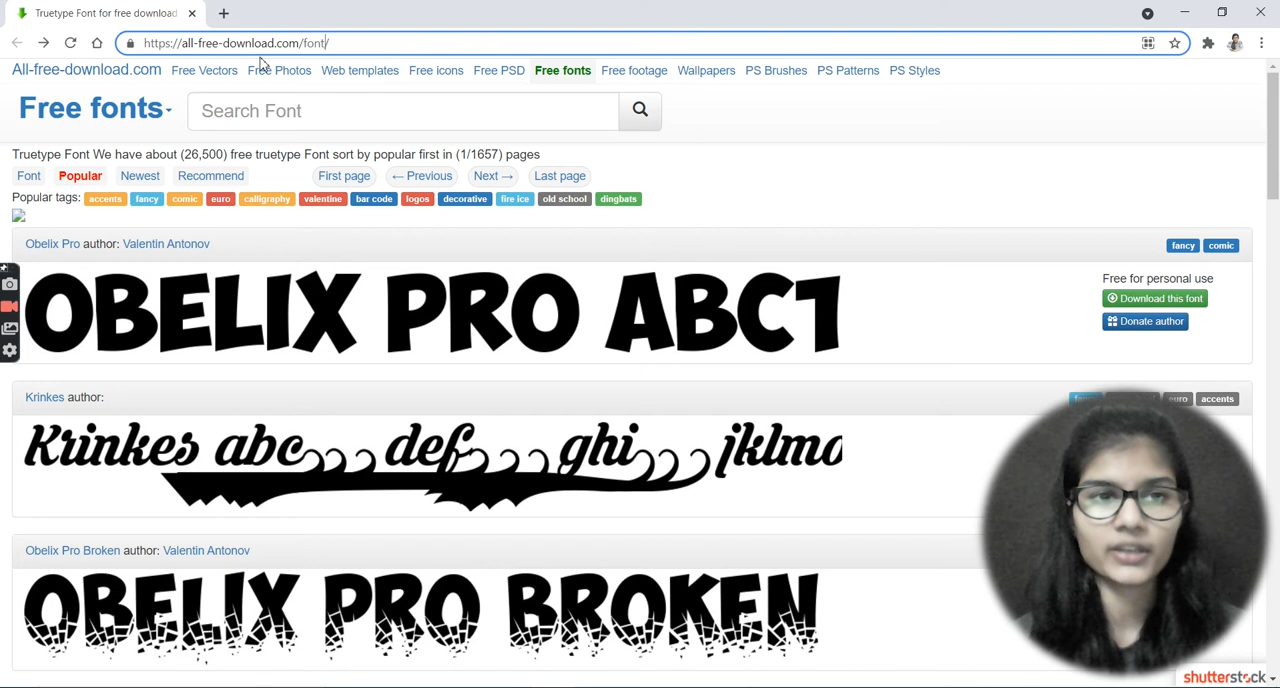 Truetype Font for free download
https://all-free-download.com/font/
All-free-download.com Free Vectors Free Photos Web templates Free icons Free PSD Free fonts Free footage Wallpapers PS Brushes PS Patterns PS Styles
Free fonts Search Font
Truetype Font We have about (26,500) free truetype Font sort by popular first in (1/1657) pages
Font Popular Newest Recommend First page ← Previous Next → Last page
Popular tags: accents fancy comic euro calligraphy valentine bar code logos decorative fire ice old school dingbats
Obelix Pro author: Valentin Antonov fancy comic
OBELIX PRO ABC1
Free for personal use
Download this font
Donate author
Krinkes author: euro accents
Krinkes abc def ghi jklmo
Obelix Pro Broken author: Valentin Antonov
OBELIX PRO BROKEN
shutterstock